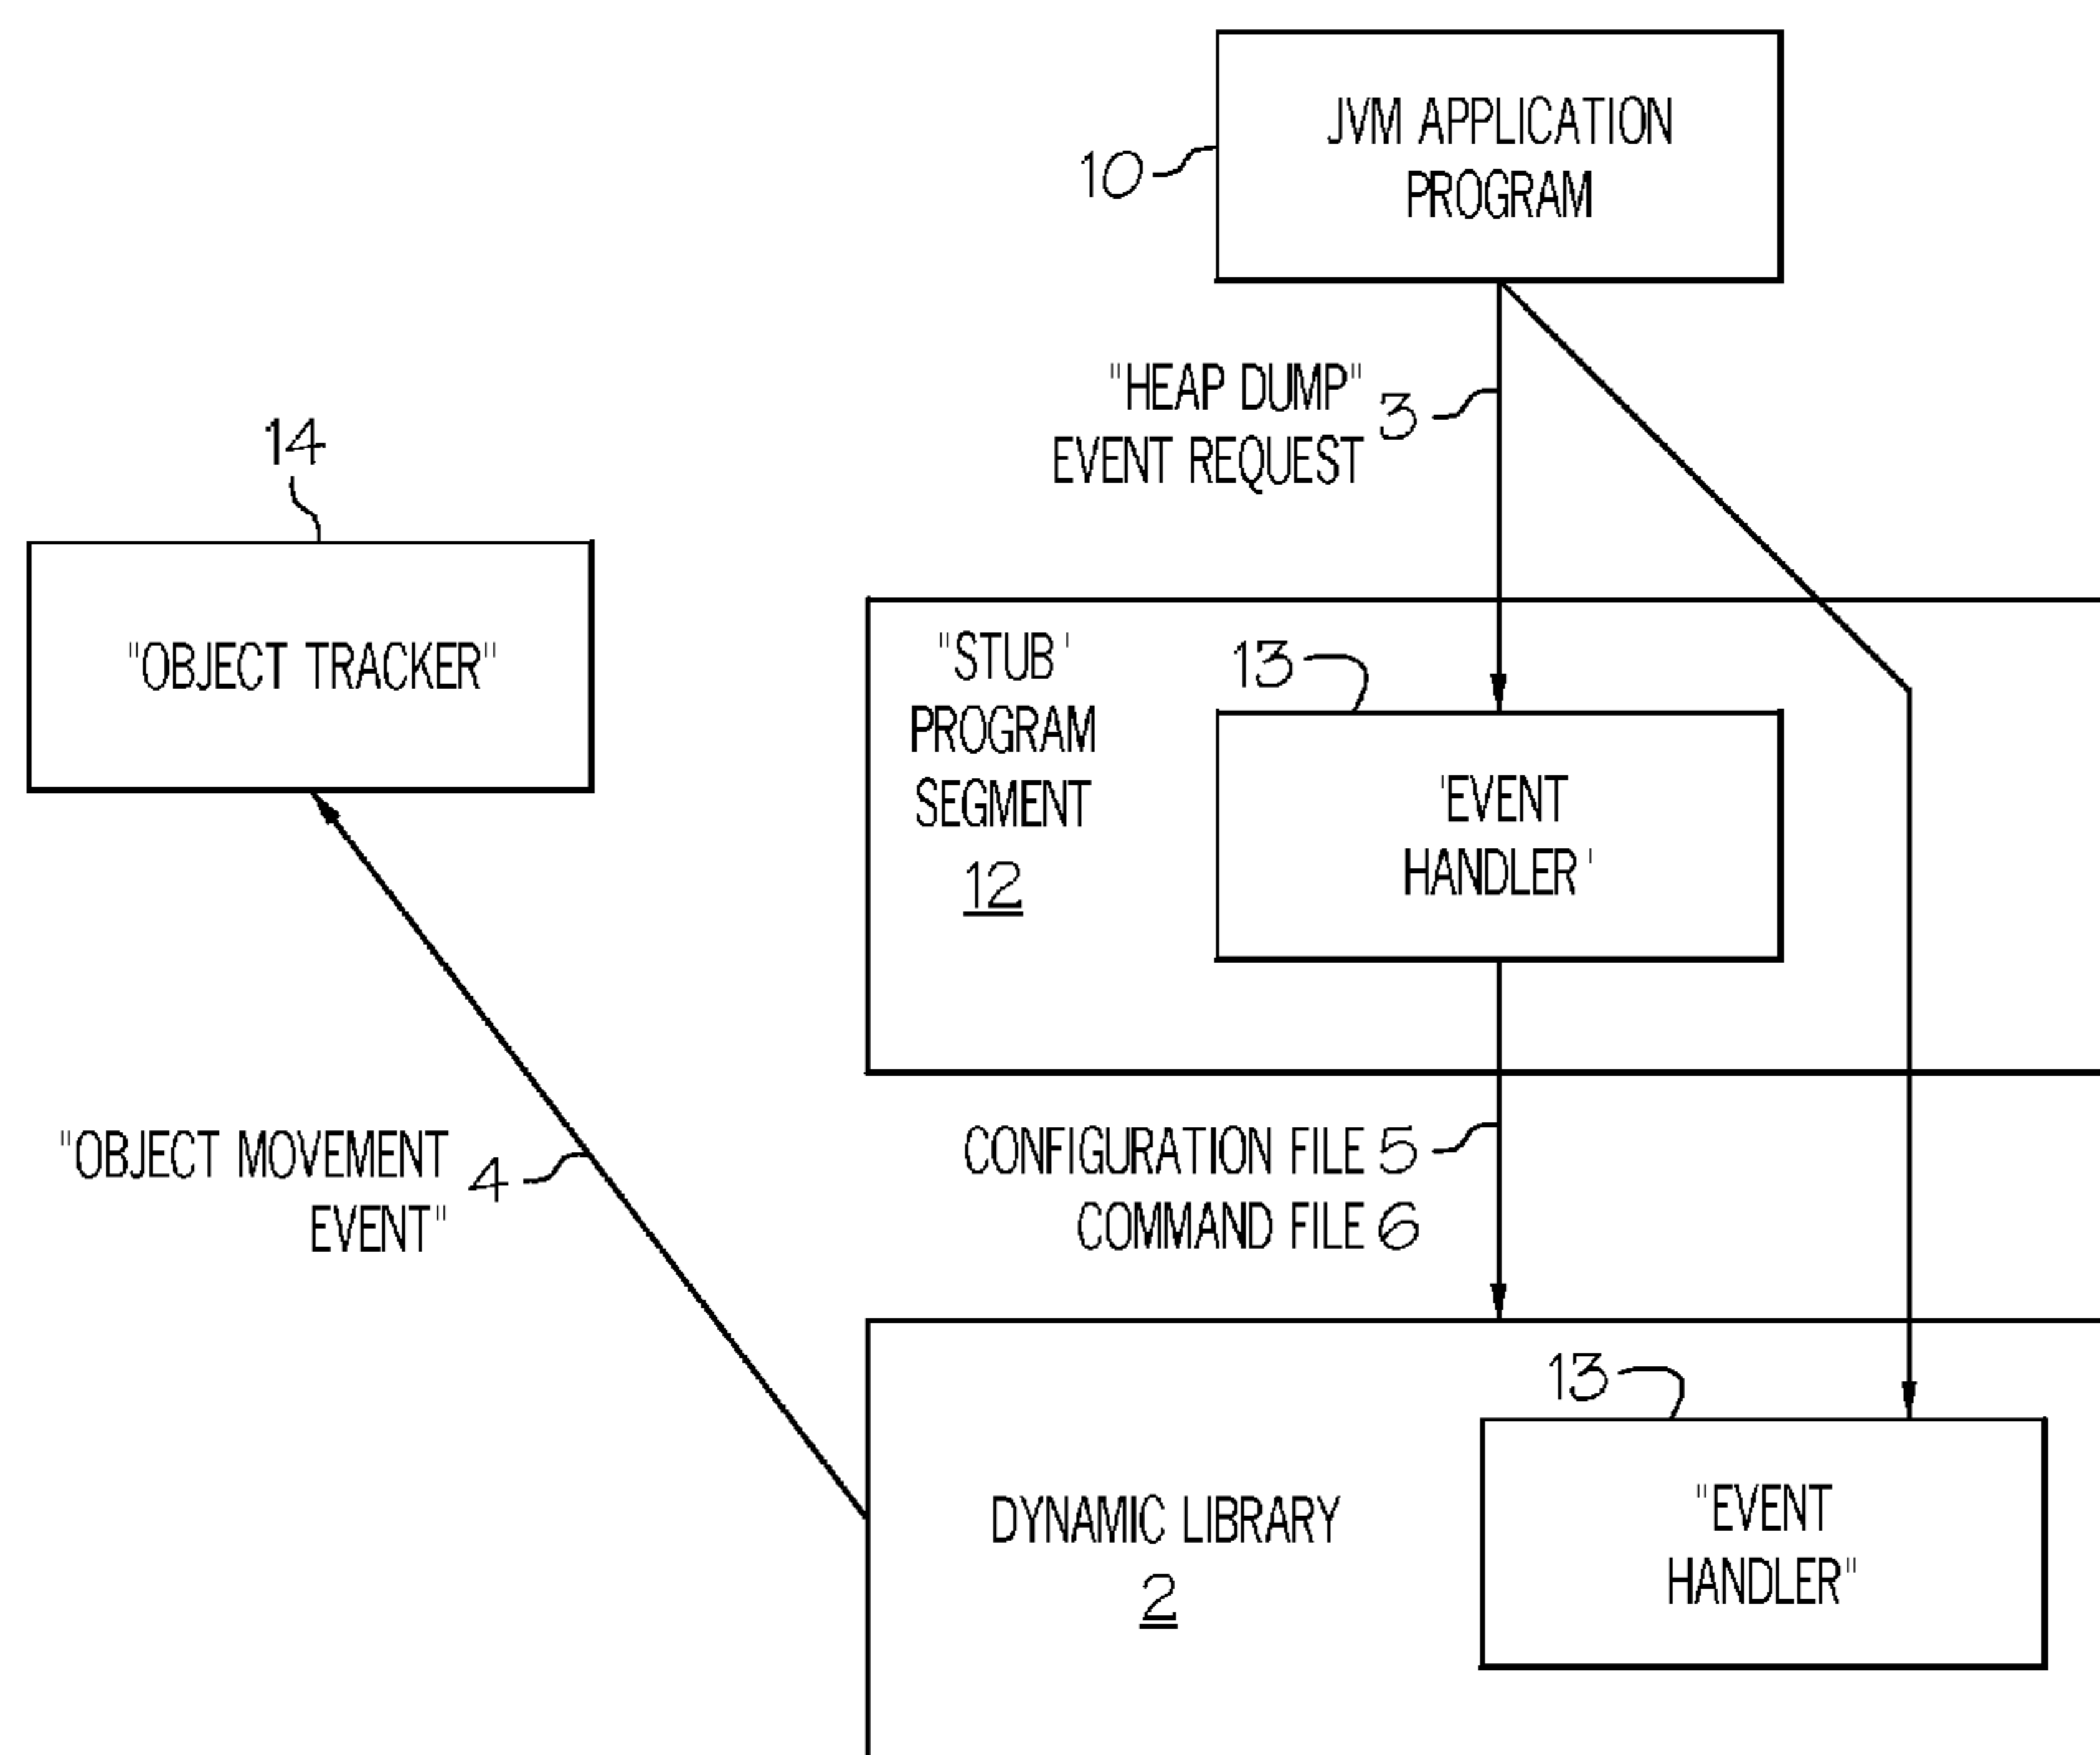 JVM APPLICATION
PROGRAM
10
"HEAP DUMP"
EVENT REQUEST
3
14
"OBJECT TRACKER"
"STUB'
PROGRAM
SEGMENT
12
13
'EVENT
HANDLER'
"OBJECT MOVEMENT
EVENT"
4
CONFIGURATION FILE 5
COMMAND FILE 6
13
DYNAMIC LIBRARY
2
"EVENT
HANDLER"